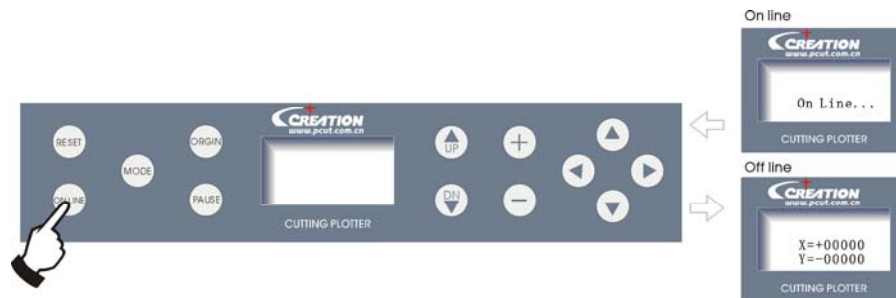 On line
CREATION
www.pcut.com.cn
On Line...
CUTTING PLOTTER
RESET
MODE
ON LINE
ORGIN
PAUSE
CREATION
www.pcut.com.cn
CUTTING PLOTTER
UP
DN
+
−
Off line
CREATION
www.pcut.com.cn
X=+00000
Y=-00000
CUTTING PLOTTER